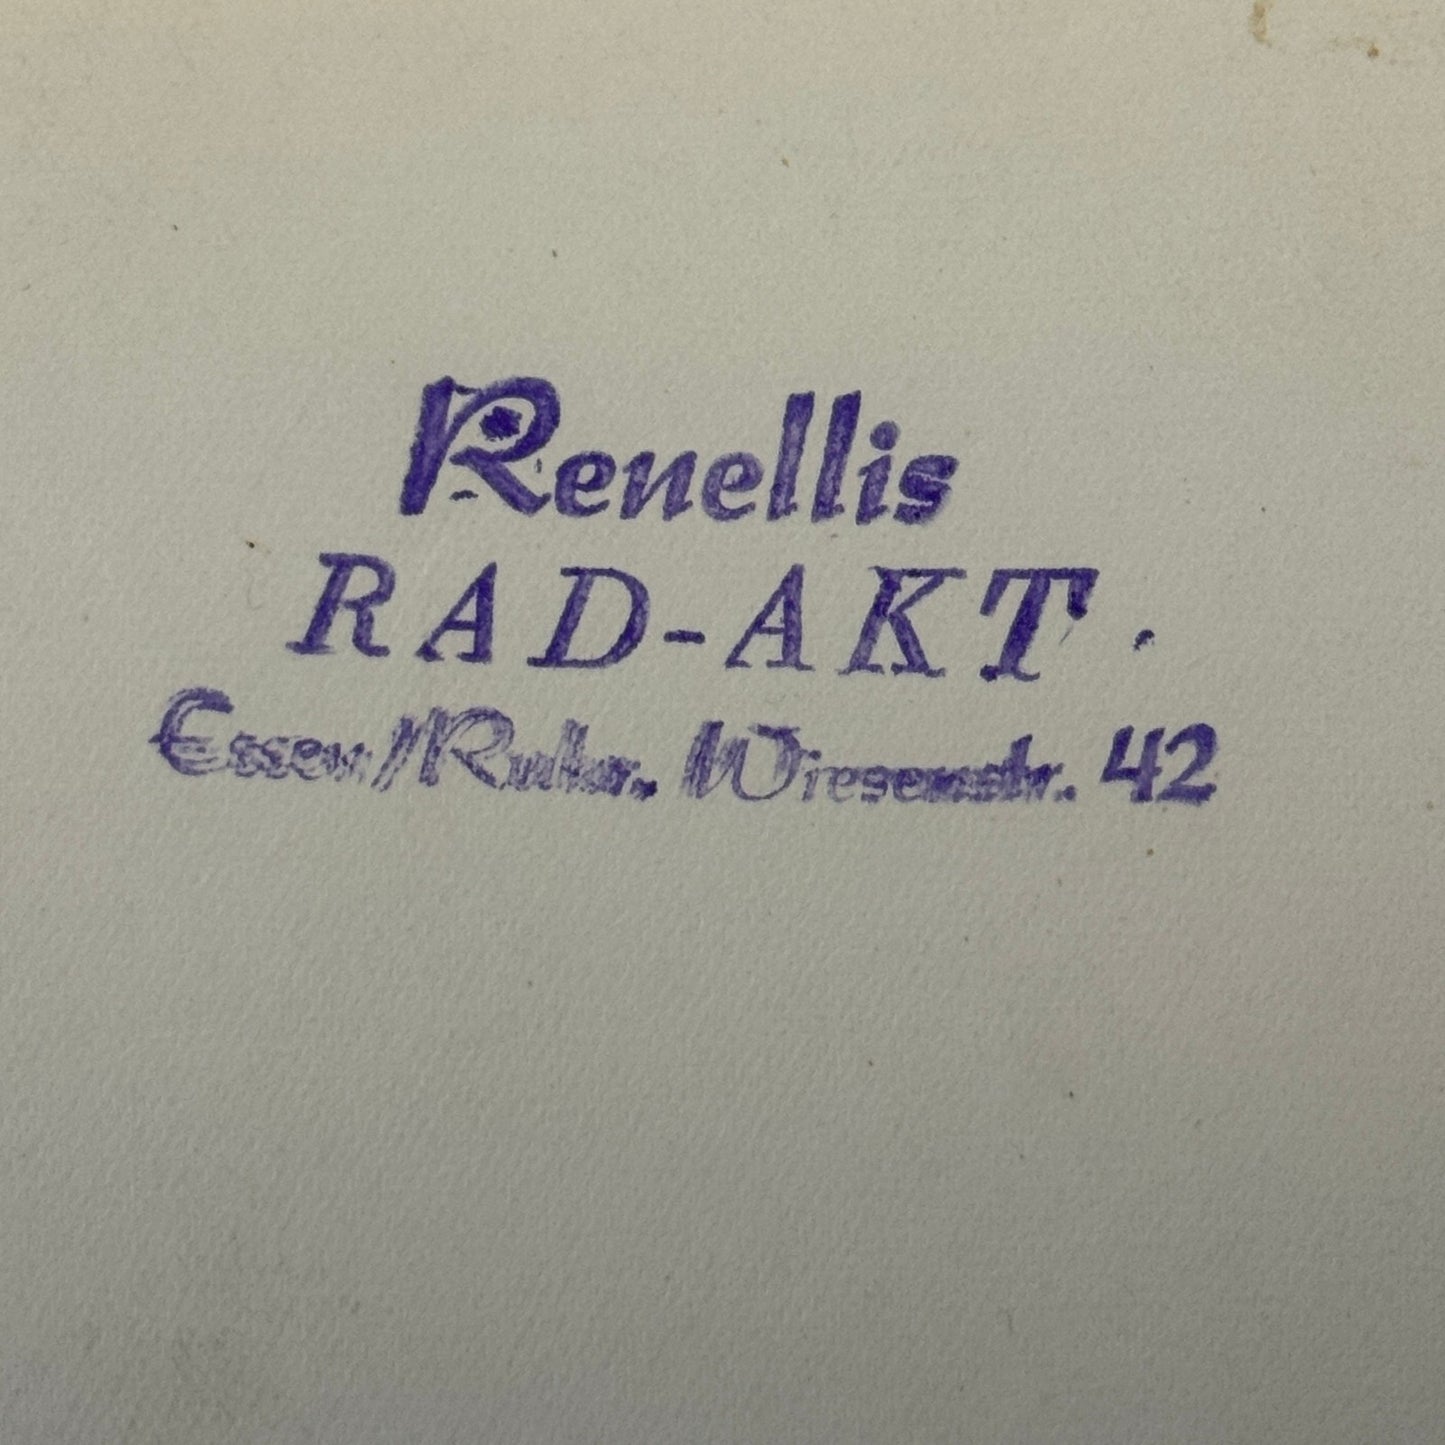 Renellis
RAD-AKT.
Essen/Ruhr. Wiesenstr. 42